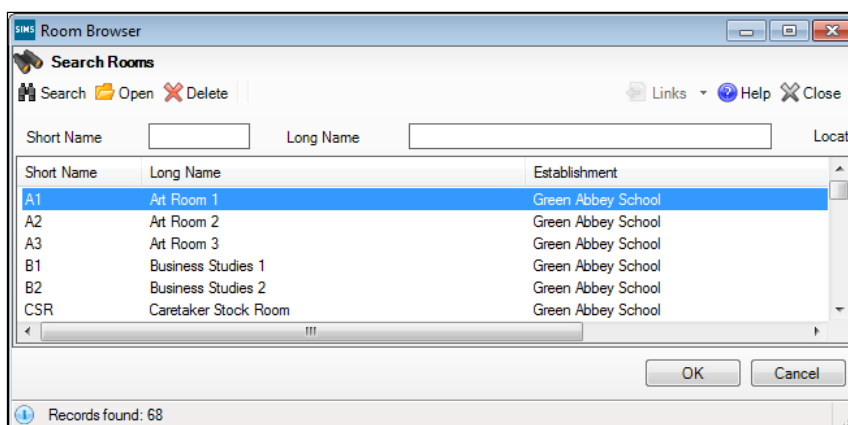 SIMS Room Browser
Search Rooms
Search Open Delete Links Help Close
Short Name Long Name Locat
Short Name Long Name Establishment
A1 Art Room 1 Green Abbey School
A2 Art Room 2 Green Abbey School
A3 Art Room 3 Green Abbey School
B1 Business Studies 1 Green Abbey School
B2 Business Studies 2 Green Abbey School
CSR Caretaker Stock Room Green Abbey School
OK Cancel
Records found: 68